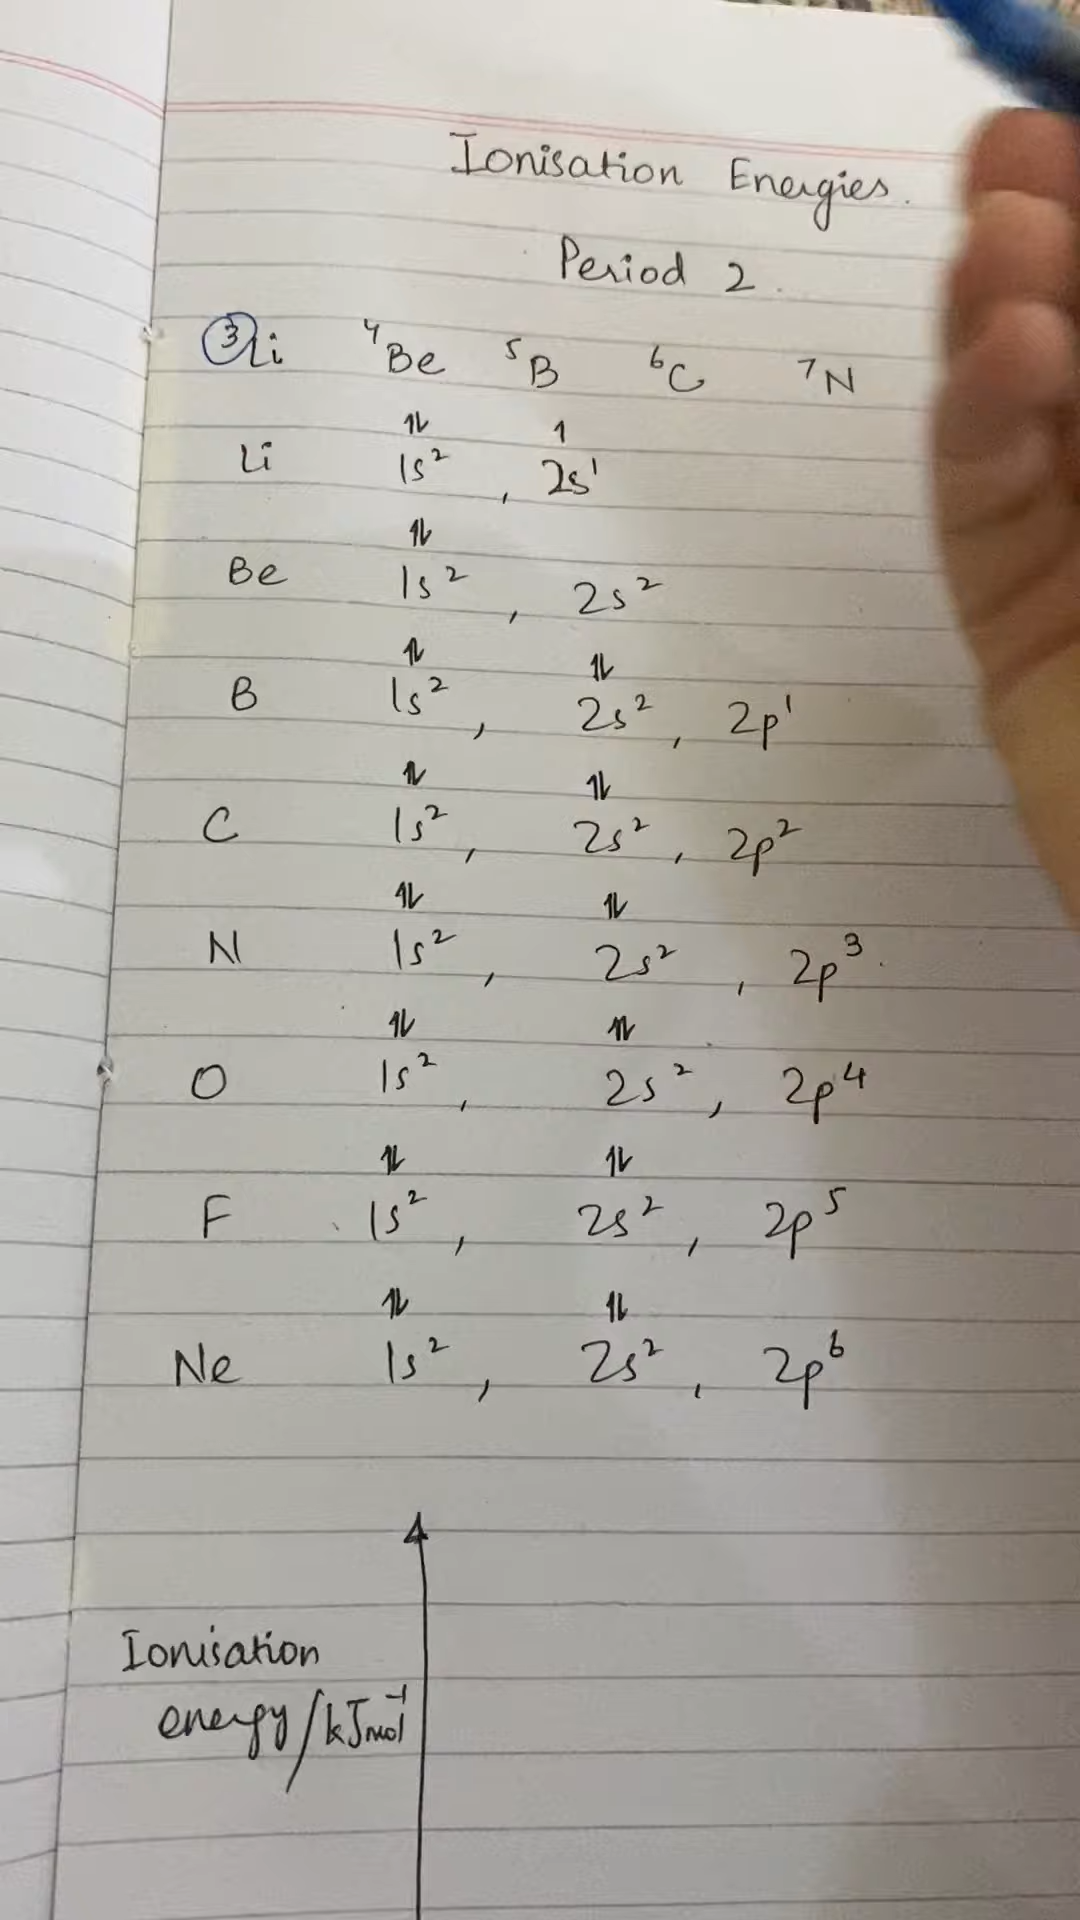 Ionisation Energies.
Period 2.
³Li ⁴Be ⁵B ⁶C ⁷N
⥮ 1
Li 1s², 2s¹
⥮
Be 1s², 2s²
⥮ ⥮
B 1s², 2s², 2p¹
⥮ ⥮
C 1s², 2s², 2p²
⥮ ⥮
N 1s², 2s², 2p³.
⥮ ⥮
O 1s², 2s², 2p⁴
⥮ ⥮
F 1s², 2s², 2p⁵
⥮ ⥮
Ne 1s², 2s², 2p⁶
Ionisation
energy/kJmol⁻¹